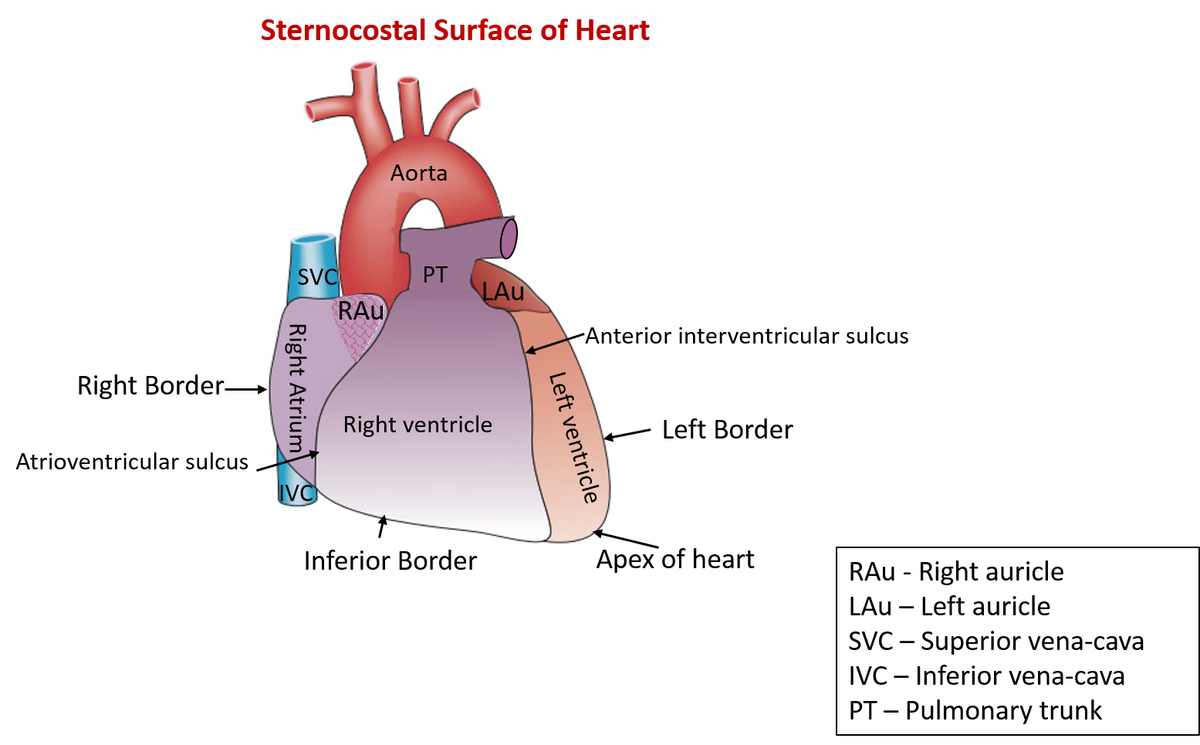 Sternocostal Surface of Heart
Aorta
SVC
PT
LAu
RAu
Anterior interventricular sulcus
Right Atrium
Right Border
Left ventricle
Right ventricle
Left Border
Atrioventricular sulcus
IVC
Inferior Border
Apex of heart
RAu - Right auricle
LAu – Left auricle
SVC – Superior vena-cava
IVC – Inferior vena-cava
PT – Pulmonary trunk